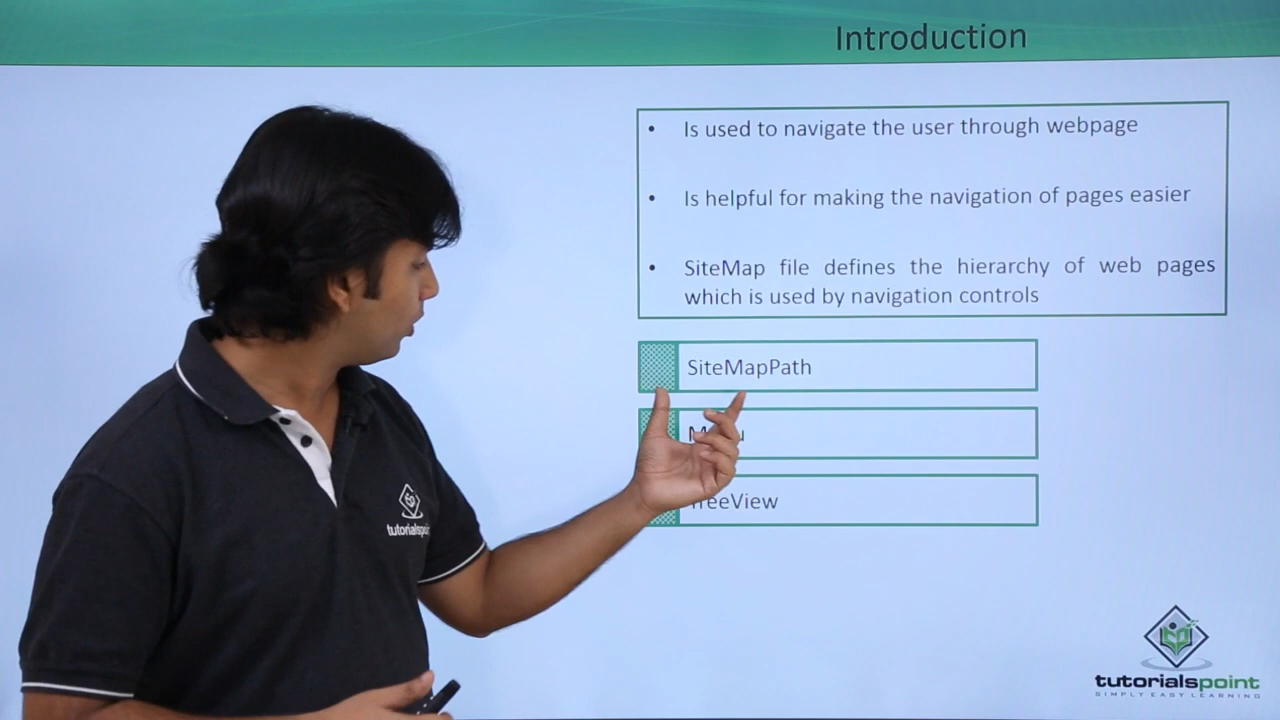 Introduction
• Is used to navigate the user through webpage
• Is helpful for making the navigation of pages easier
• SiteMap file defines the hierarchy of web pages
which is used by navigation controls
SiteMapPath
TreeView
tutorialspoint
tutorialspoint
SIMPLY EASY LEARNING